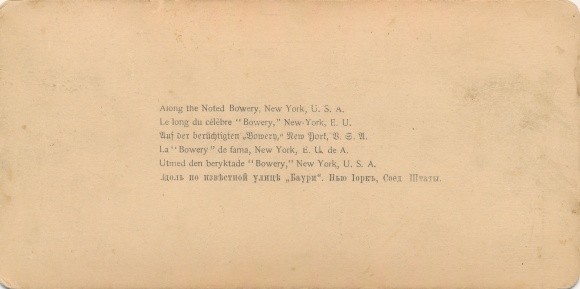 Along the Noted Bowery, New York, U. S. A.
Le long du célèbre "Bowery," New-York, E. U.
Auf der berüchtigten „Bowery,“ New York, V. S. A.
La "Bowery" de fama, New York, E. U. de A.
Utmed den beryktade "Bowery," New York, U. S. A.
Вдоль по извѣстной улицѣ „Баури“. Нью Іоркъ, Соед. Штаты.